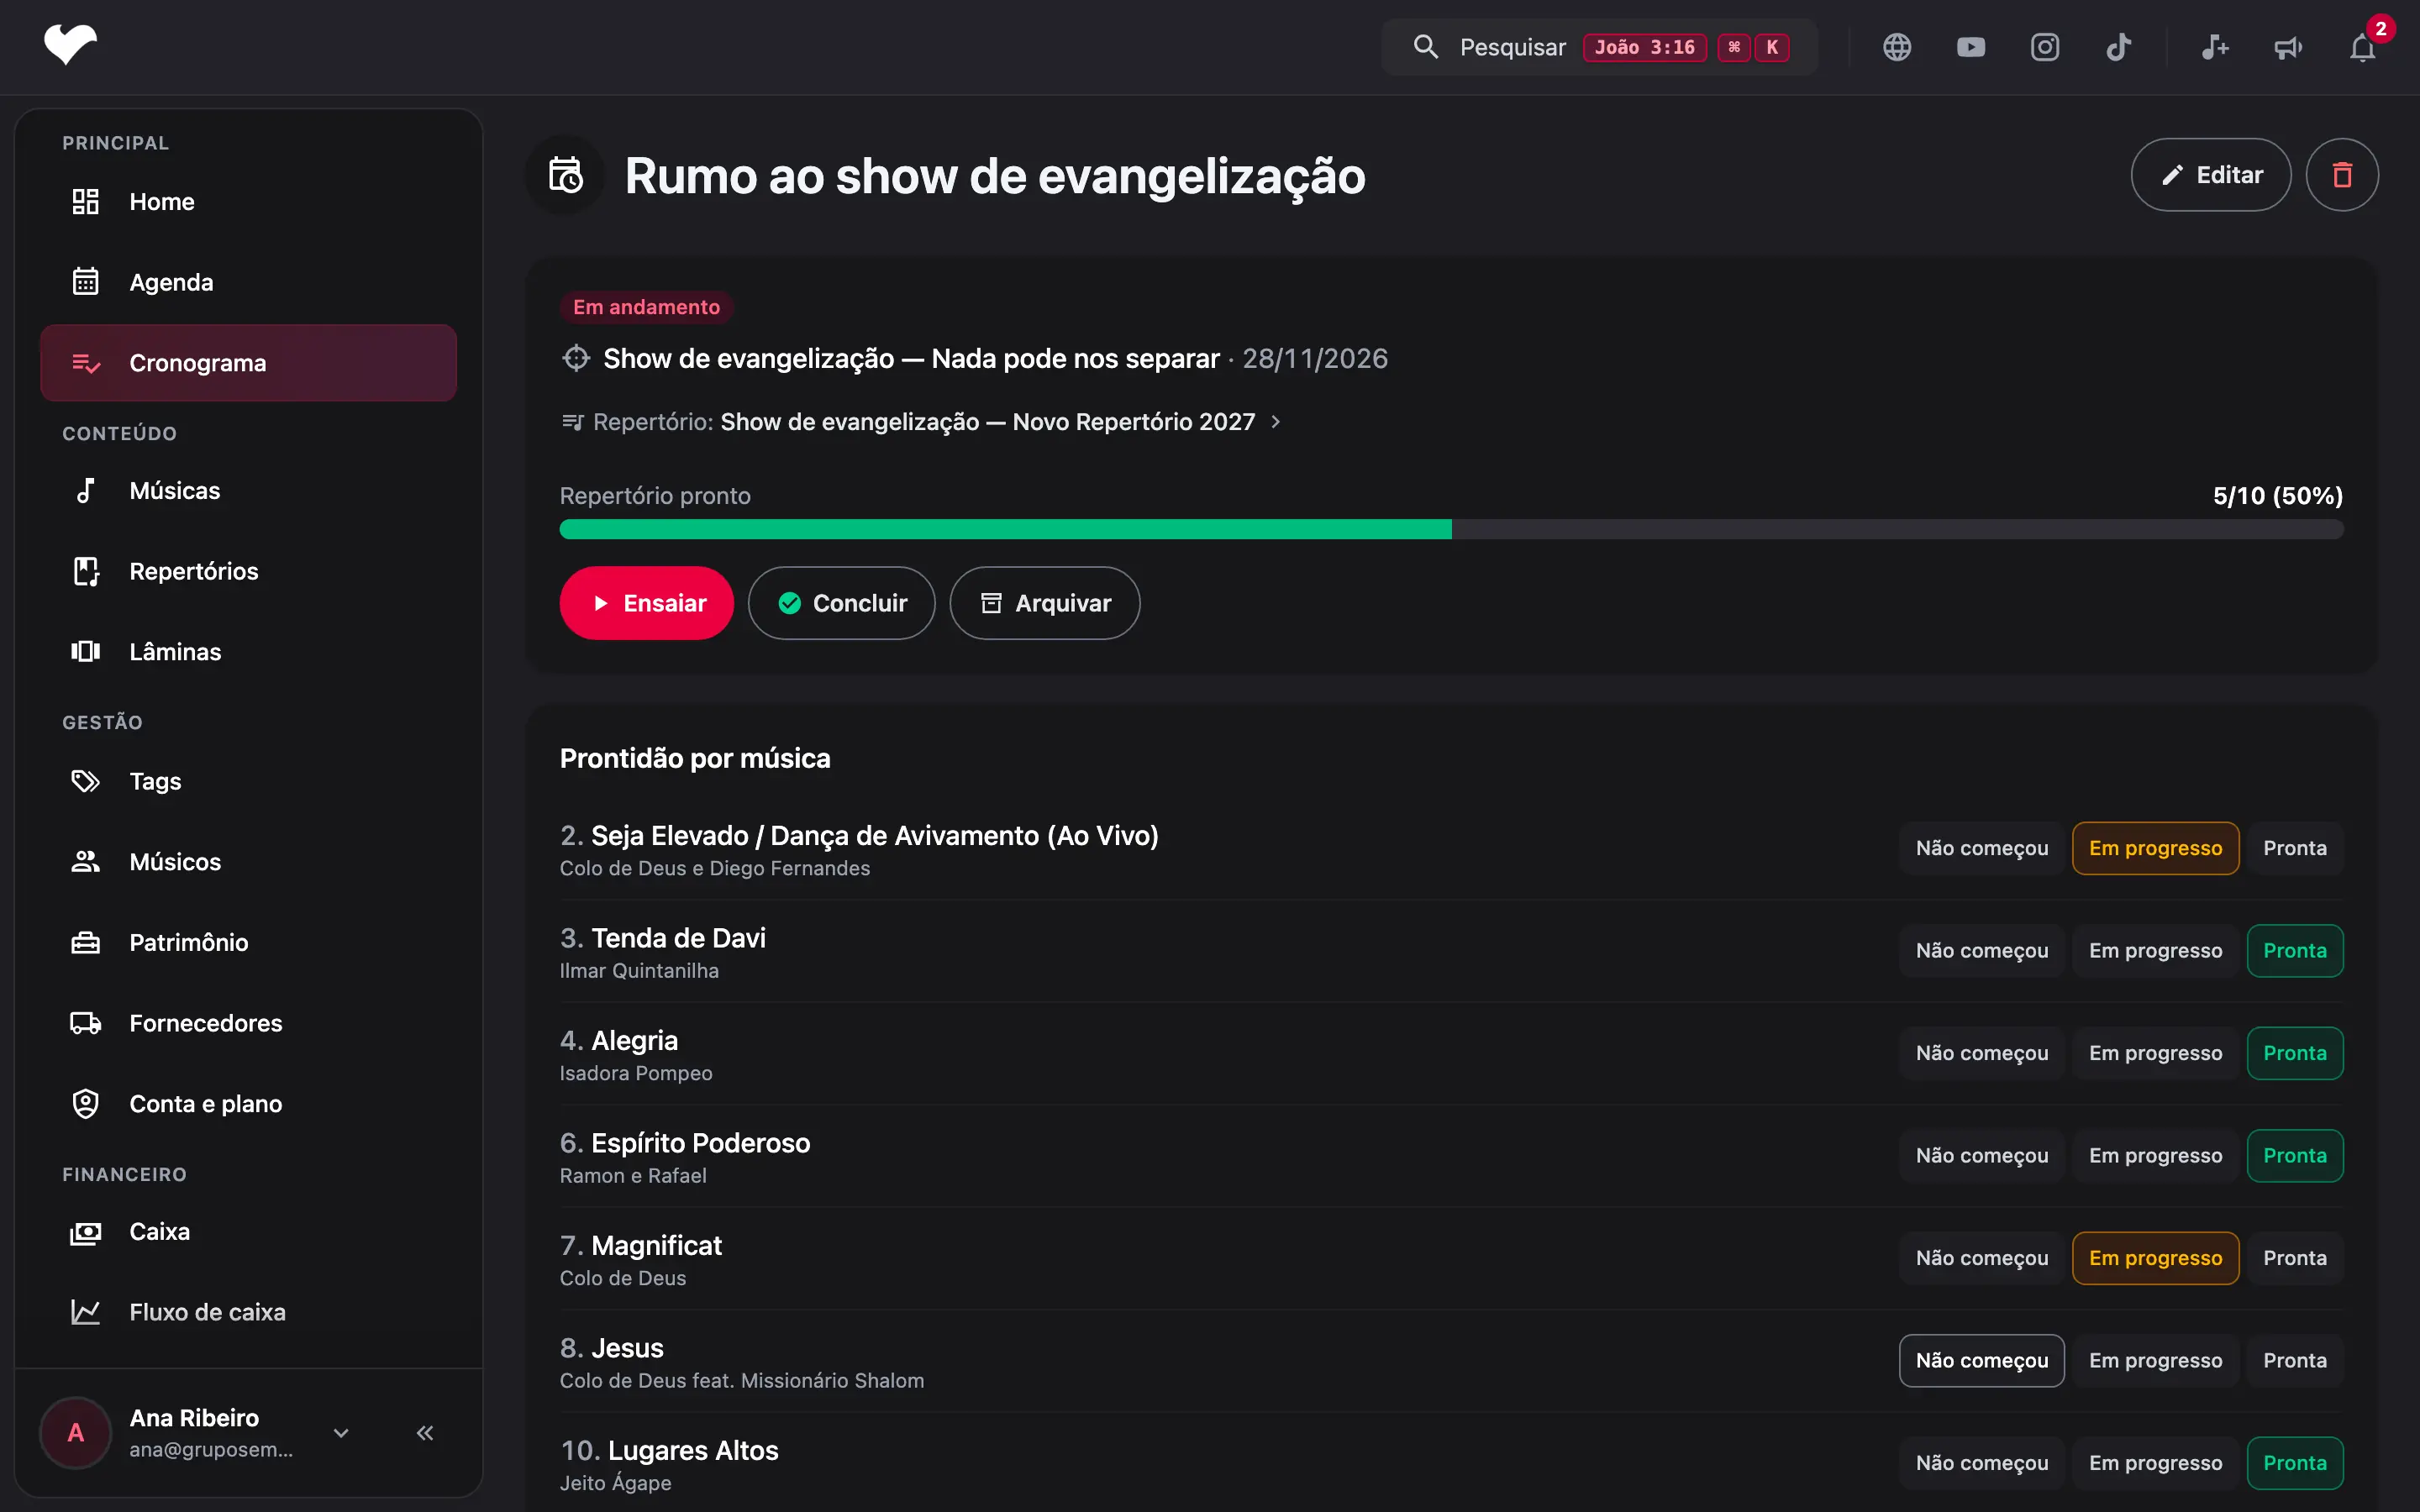 Pesquisar João 3:16 ⌘ K
2
PRINCIPAL
Home
Agenda
Cronograma
CONTEÚDO
Músicas
Repertórios
Lâminas
GESTÃO
Tags
Músicos
Patrimônio
Fornecedores
Conta e plano
FINANCEIRO
Caixa
Fluxo de caixa
A
Ana Ribeiro
ana@gruposem...
Rumo ao show de evangelização
Editar
Em andamento
Show de evangelização — Nada pode nos separar · 28/11/2026
Repertório: Show de evangelização — Novo Repertório 2027
Repertório pronto 5/10 (50%)
Ensaiar Concluir Arquivar
Prontidão por música
2. Seja Elevado / Dança de Avivamento (Ao Vivo)
Colo de Deus e Diego Fernandes
Não começou Em progresso Pronta
3. Tenda de Davi
Ilmar Quintanilha
Não começou Em progresso Pronta
4. Alegria
Isadora Pompeo
Não começou Em progresso Pronta
6. Espírito Poderoso
Ramon e Rafael
Não começou Em progresso Pronta
7. Magnificat
Colo de Deus
Não começou Em progresso Pronta
8. Jesus
Colo de Deus feat. Missionário Shalom
Não começou Em progresso Pronta
10. Lugares Altos
Jeito Ágape
Não começou Em progresso Pronta